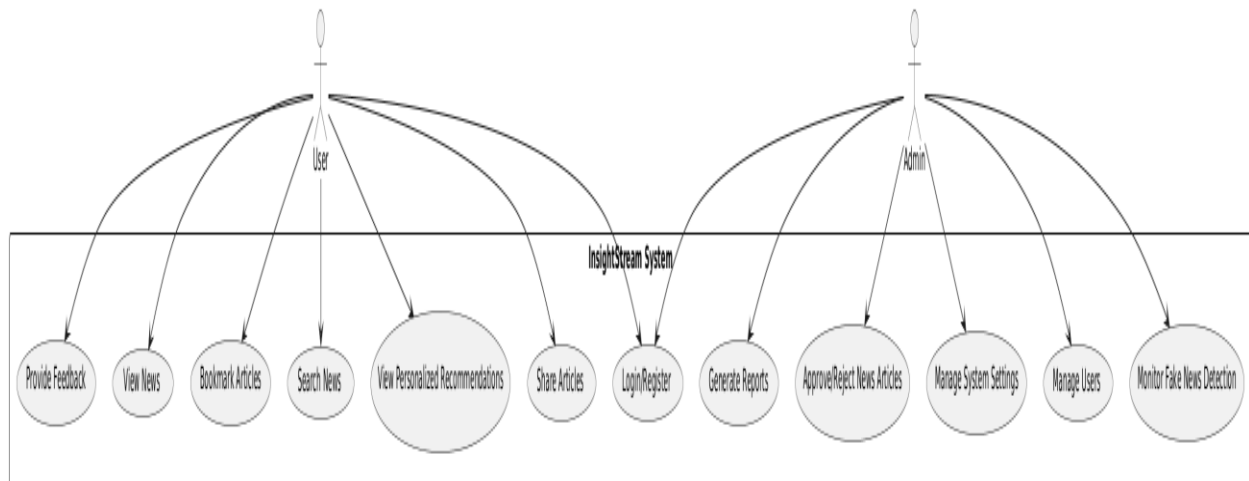 User
Admin
InsightStream System
Provide Feedback
View News
Bookmark Articles
Search News
View Personalized Recommendations
Share Articles
Login/Register
Generate Reports
Approve/Reject News Articles
Manage System Settings
Manage Users
Monitor Fake News Detection